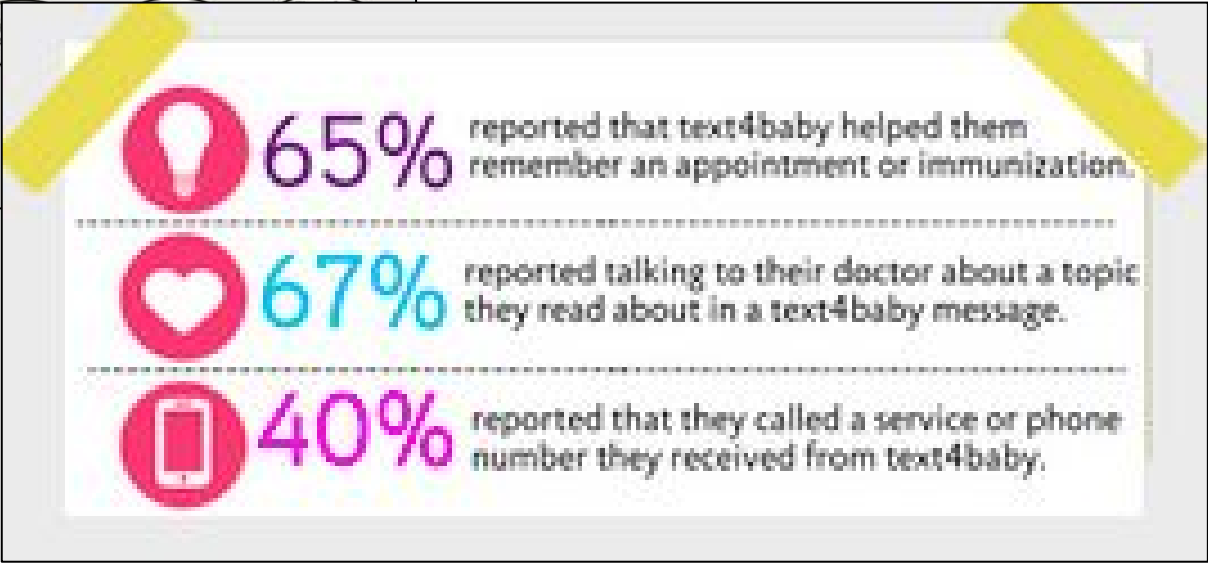 65% reported that text4baby helped them
remember an appointment or immunization.
67% reported talking to their doctor about a topic
they read about in a text4baby message.
40% reported that they called a service or phone
number they received from text4baby.